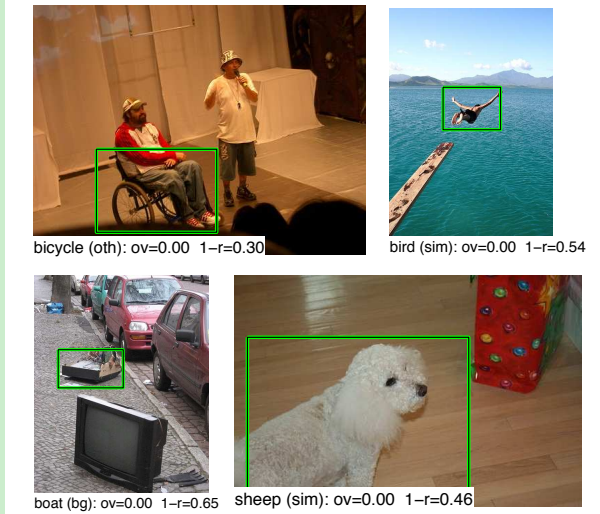 bicycle (oth): ov=0.00 1−r=0.30
bird (sim): ov=0.00 1−r=0.54
boat (bg): ov=0.00 1−r=0.65
sheep (sim): ov=0.00 1−r=0.46